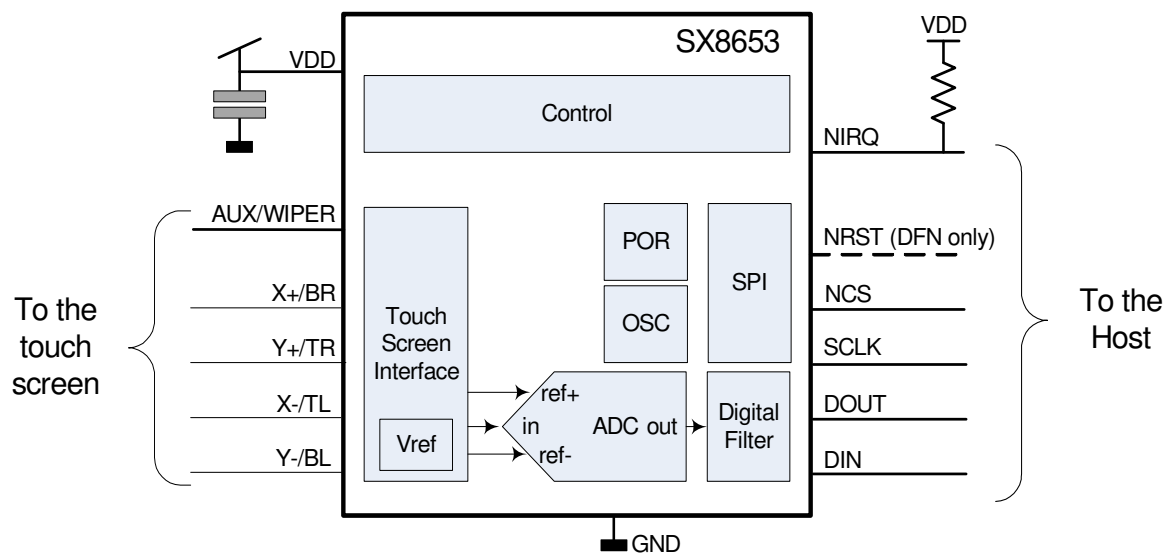 SX8653
VDD
VDD
Control
NIRQ
AUX/WIPER
NRST (DFN only)
POR
SPI
X+/BR
NCS
To the
touch
screen
Touch
Screen
Interface
OSC
To the
Host
Y+/TR
SCLK
ref+
X-/TL
in
ADC out
Digital
Filter
DOUT
Vref
ref-
Y-/BL
DIN
GND